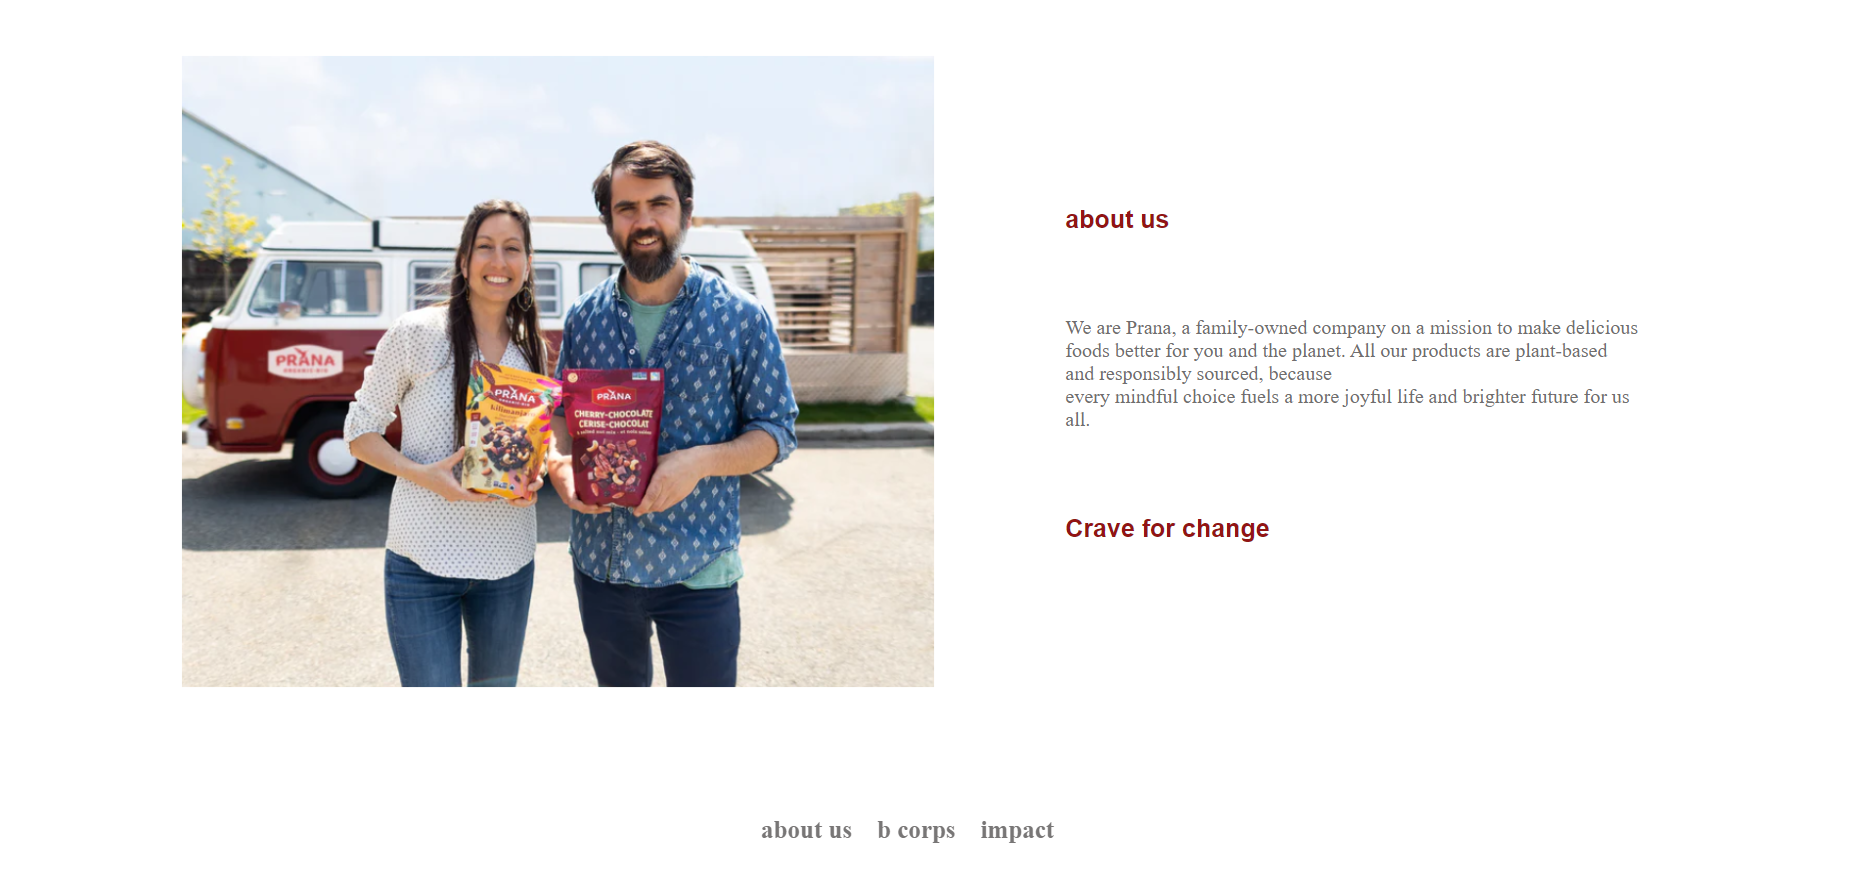 about us
We are Prana, a family-owned company on a mission to make delicious
foods better for you and the planet. All our products are plant-based
and responsibly sourced, because
every mindful choice fuels a more joyful life and brighter future for us
all.
Crave for change
PRANA
ORGANIC·BIO
PRANA
kilimanjaro
PRANA
CHERRY-CHOCOLATE
CERISE-CHOCOLAT
about us b corps impact